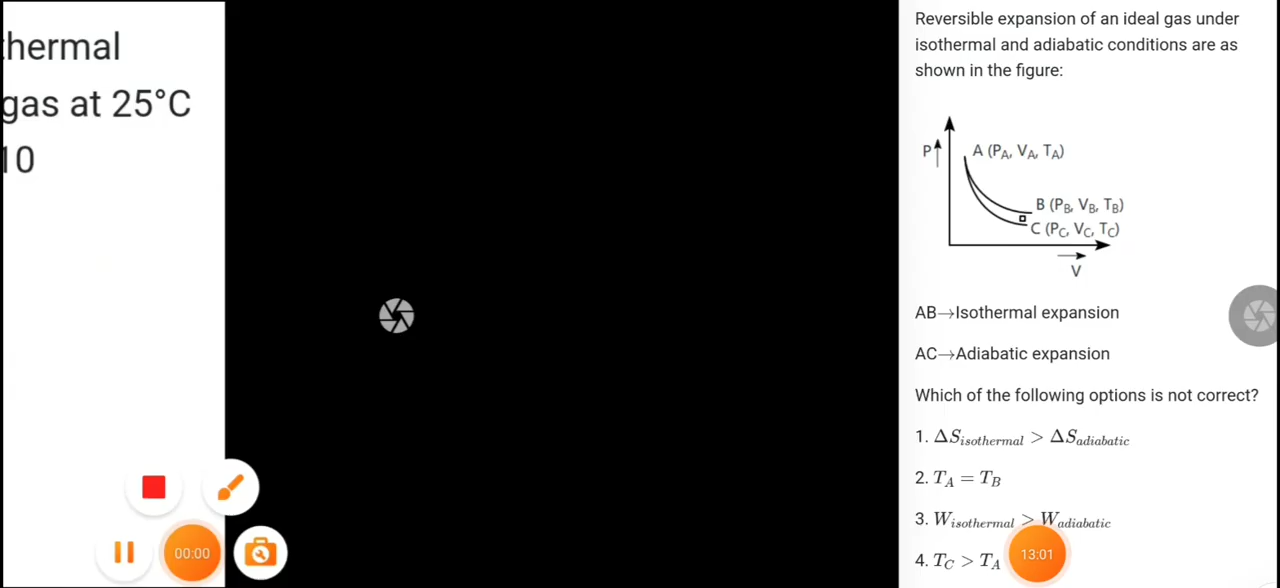 thermal
gas at 25°C
10
00:00
Reversible expansion of an ideal gas under
isothermal and adiabatic conditions are as
shown in the figure:
P
A (P_A, V_A, T_A)
B (P_B, V_B, T_B)
C (P_C, V_C, T_C)
V
AB→Isothermal expansion
AC→Adiabatic expansion
Which of the following options is not correct?
1. ΔS_isothermal > ΔS_adiabatic
2. T_A = T_B
3. W_isothermal > W_adiabatic
4. T_C > T_A
13:01